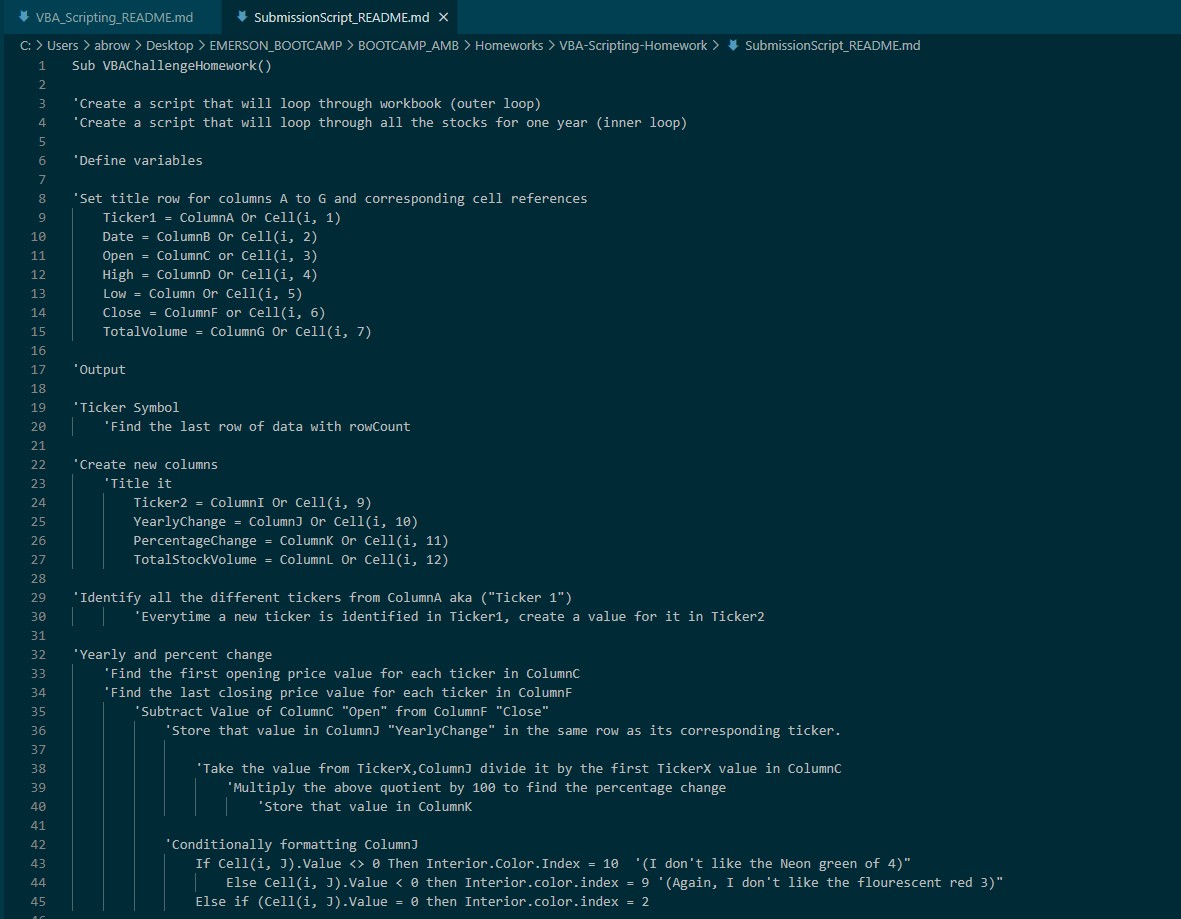 VBA_Scripting_README.md SubmissionScript_README.md ×
C: > Users > abrow > Desktop > EMERSON_BOOTCAMP > BOOTCAMP_AMB > Homeworks > VBA-Scripting-Homework > SubmissionScript_README.md
1 Sub VBAChallengeHomework()
2
3 'Create a script that will loop through workbook (outer loop)
4 'Create a script that will loop through all the stocks for one year (inner loop)
5
6 'Define variables
7
8 'Set title row for columns A to G and corresponding cell references
9 Ticker1 = ColumnA Or Cell(i, 1)
10 Date = ColumnB Or Cell(i, 2)
11 Open = ColumnC or Cell(i, 3)
12 High = ColumnD Or Cell(i, 4)
13 Low = Column Or Cell(i, 5)
14 Close = ColumnF or Cell(i, 6)
15 TotalVolume = ColumnG Or Cell(i, 7)
16
17 'Output
18
19 'Ticker Symbol
20 'Find the last row of data with rowCount
21
22 'Create new columns
23 'Title it
24 Ticker2 = ColumnI Or Cell(i, 9)
25 YearlyChange = ColumnJ Or Cell(i, 10)
26 PercentageChange = ColumnK Or Cell(i, 11)
27 TotalStockVolume = ColumnL Or Cell(i, 12)
28
29 'Identify all the different tickers from ColumnA aka ("Ticker 1")
30 'Everytime a new ticker is identified in Ticker1, create a value for it in Ticker2
31
32 'Yearly and percent change
33 'Find the first opening price value for each ticker in ColumnC
34 'Find the last closing price value for each ticker in ColumnF
35 'Subtract Value of ColumnC "Open" from ColumnF "Close"
36 'Store that value in ColumnJ "YearlyChange" in the same row as its corresponding ticker.
37
38 'Take the value from TickerX,ColumnJ divide it by the first TickerX value in ColumnC
39 'Multiply the above quotient by 100 to find the percentage change
40 'Store that value in ColumnK
41
42 'Conditionally formatting ColumnJ
43 If Cell(i, J).Value <> 0 Then Interior.Color.Index = 10 '(I don't like the Neon green of 4)"
44 Else Cell(i, J).Value < 0 then Interior.color.index = 9 '(Again, I don't like the flourescent red 3)"
45 Else if (Cell(i, J).Value = 0 then Interior.color.index = 2